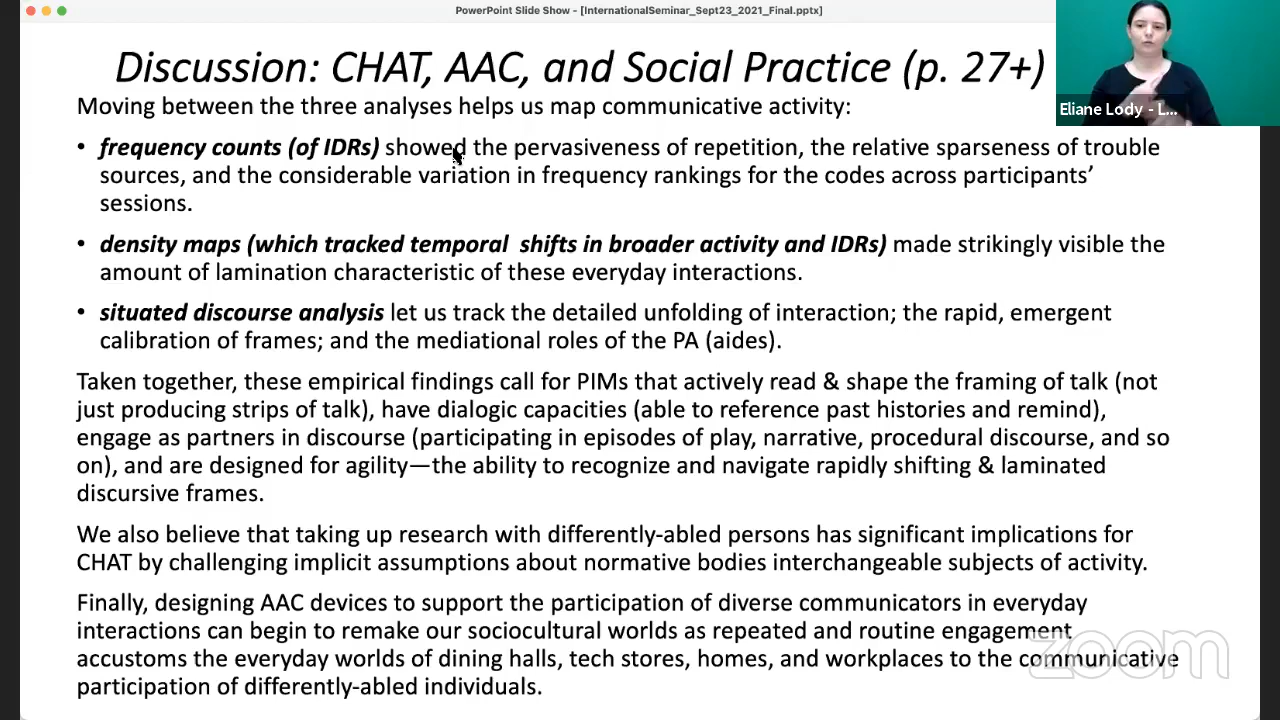 PowerPoint Slide Show - [InternationalSeminar_Sept23_2021_Final.pptx]
Discussion: CHAT, AAC, and Social Practice (p. 27+)
Eliane Lody - L...
Moving between the three analyses helps us map communicative activity:
• frequency counts (of IDRs) showed the pervasiveness of repetition, the relative sparseness of trouble
sources, and the considerable variation in frequency rankings for the codes across participants’
sessions.
• density maps (which tracked temporal  shifts in broader activity and IDRs) made strikingly visible the
amount of lamination characteristic of these everyday interactions.
• situated discourse analysis let us track the detailed unfolding of interaction; the rapid, emergent
calibration of frames; and the mediational roles of the PA (aides).
Taken together, these empirical findings call for PIMs that actively read & shape the framing of talk (not
just producing strips of talk), have dialogic capacities (able to reference past histories and remind),
engage as partners in discourse (participating in episodes of play, narrative, procedural discourse, and so
on), and are designed for agility—the ability to recognize and navigate rapidly shifting & laminated
discursive frames.
We also believe that taking up research with differently-abled persons has significant implications for
CHAT by challenging implicit assumptions about normative bodies interchangeable subjects of activity.
Finally, designing AAC devices to support the participation of diverse communicators in everyday
interactions can begin to remake our sociocultural worlds as repeated and routine engagement
accustoms the everyday worlds of dining halls, tech stores, homes, and workplaces to the communicative
participation of differently-abled individuals.
zoom